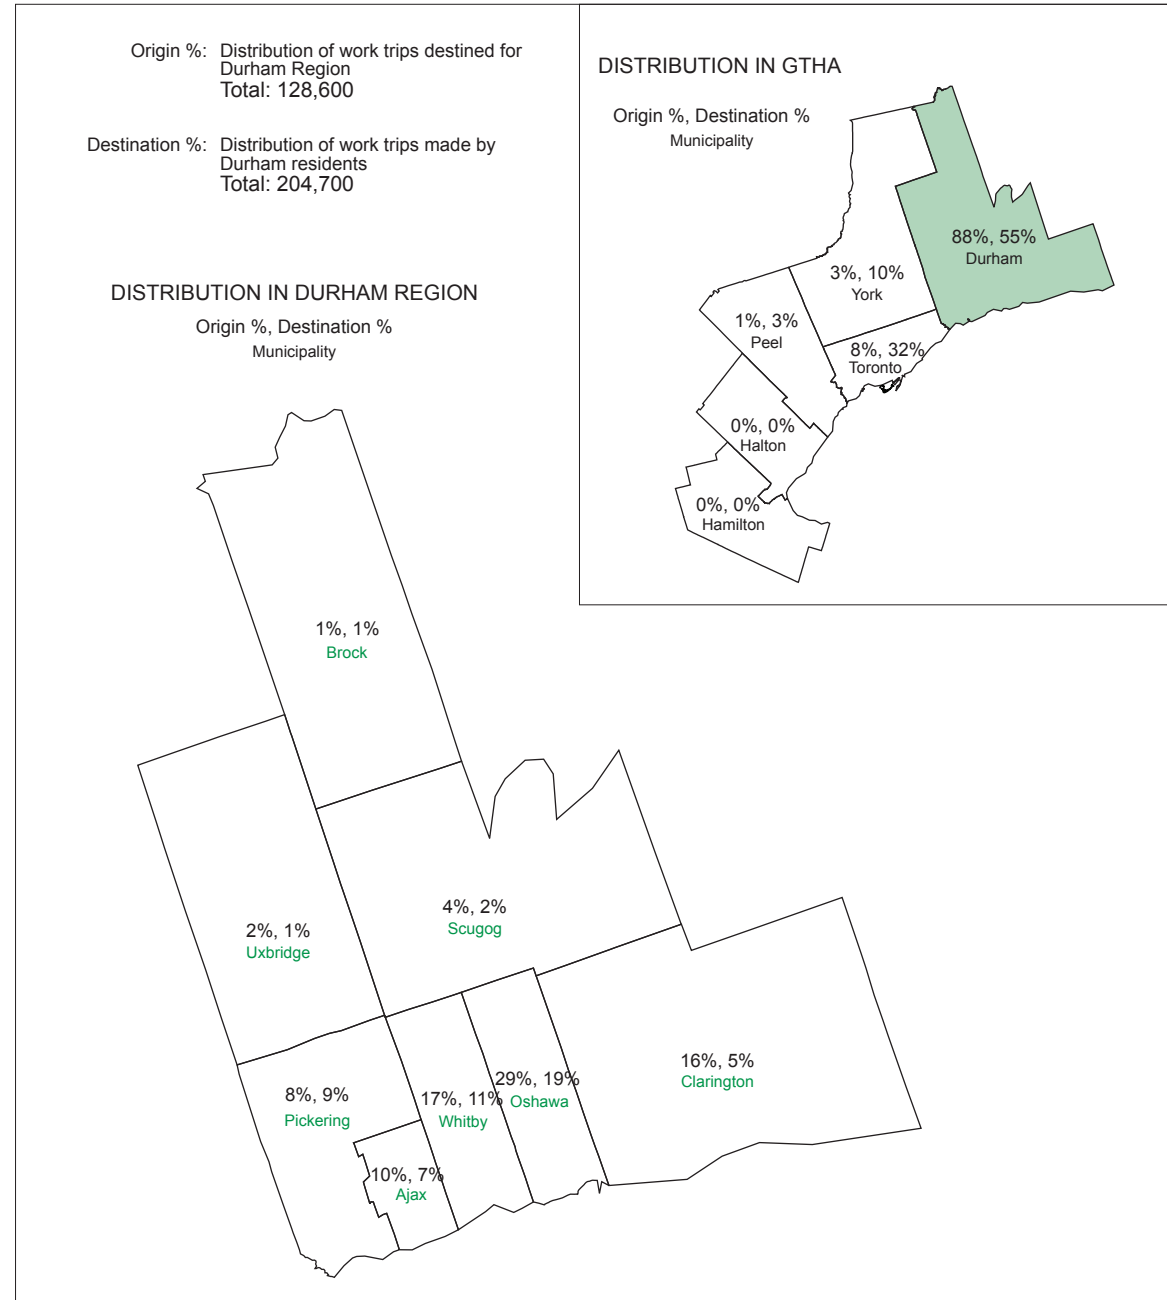 Origin %: Distribution of work trips destined for
Durham Region
Total: 128,600
Destination %: Distribution of work trips made by
Durham residents
Total: 204,700
DISTRIBUTION IN DURHAM REGION
Origin %, Destination %
Municipality
DISTRIBUTION IN GTHA
Origin %, Destination %
Municipality
88%, 55%
Durham
3%, 10%
York
1%, 3%
Peel
8%, 32%
Toronto
0%, 0%
Halton
0%, 0%
Hamilton
1%, 1%
Brock
4%, 2%
Scugog
2%, 1%
Uxbridge
16%, 5%
Clarington
29%, 19%
Oshawa
17%, 11%
Whitby
8%, 9%
Pickering
10%, 7%
Ajax